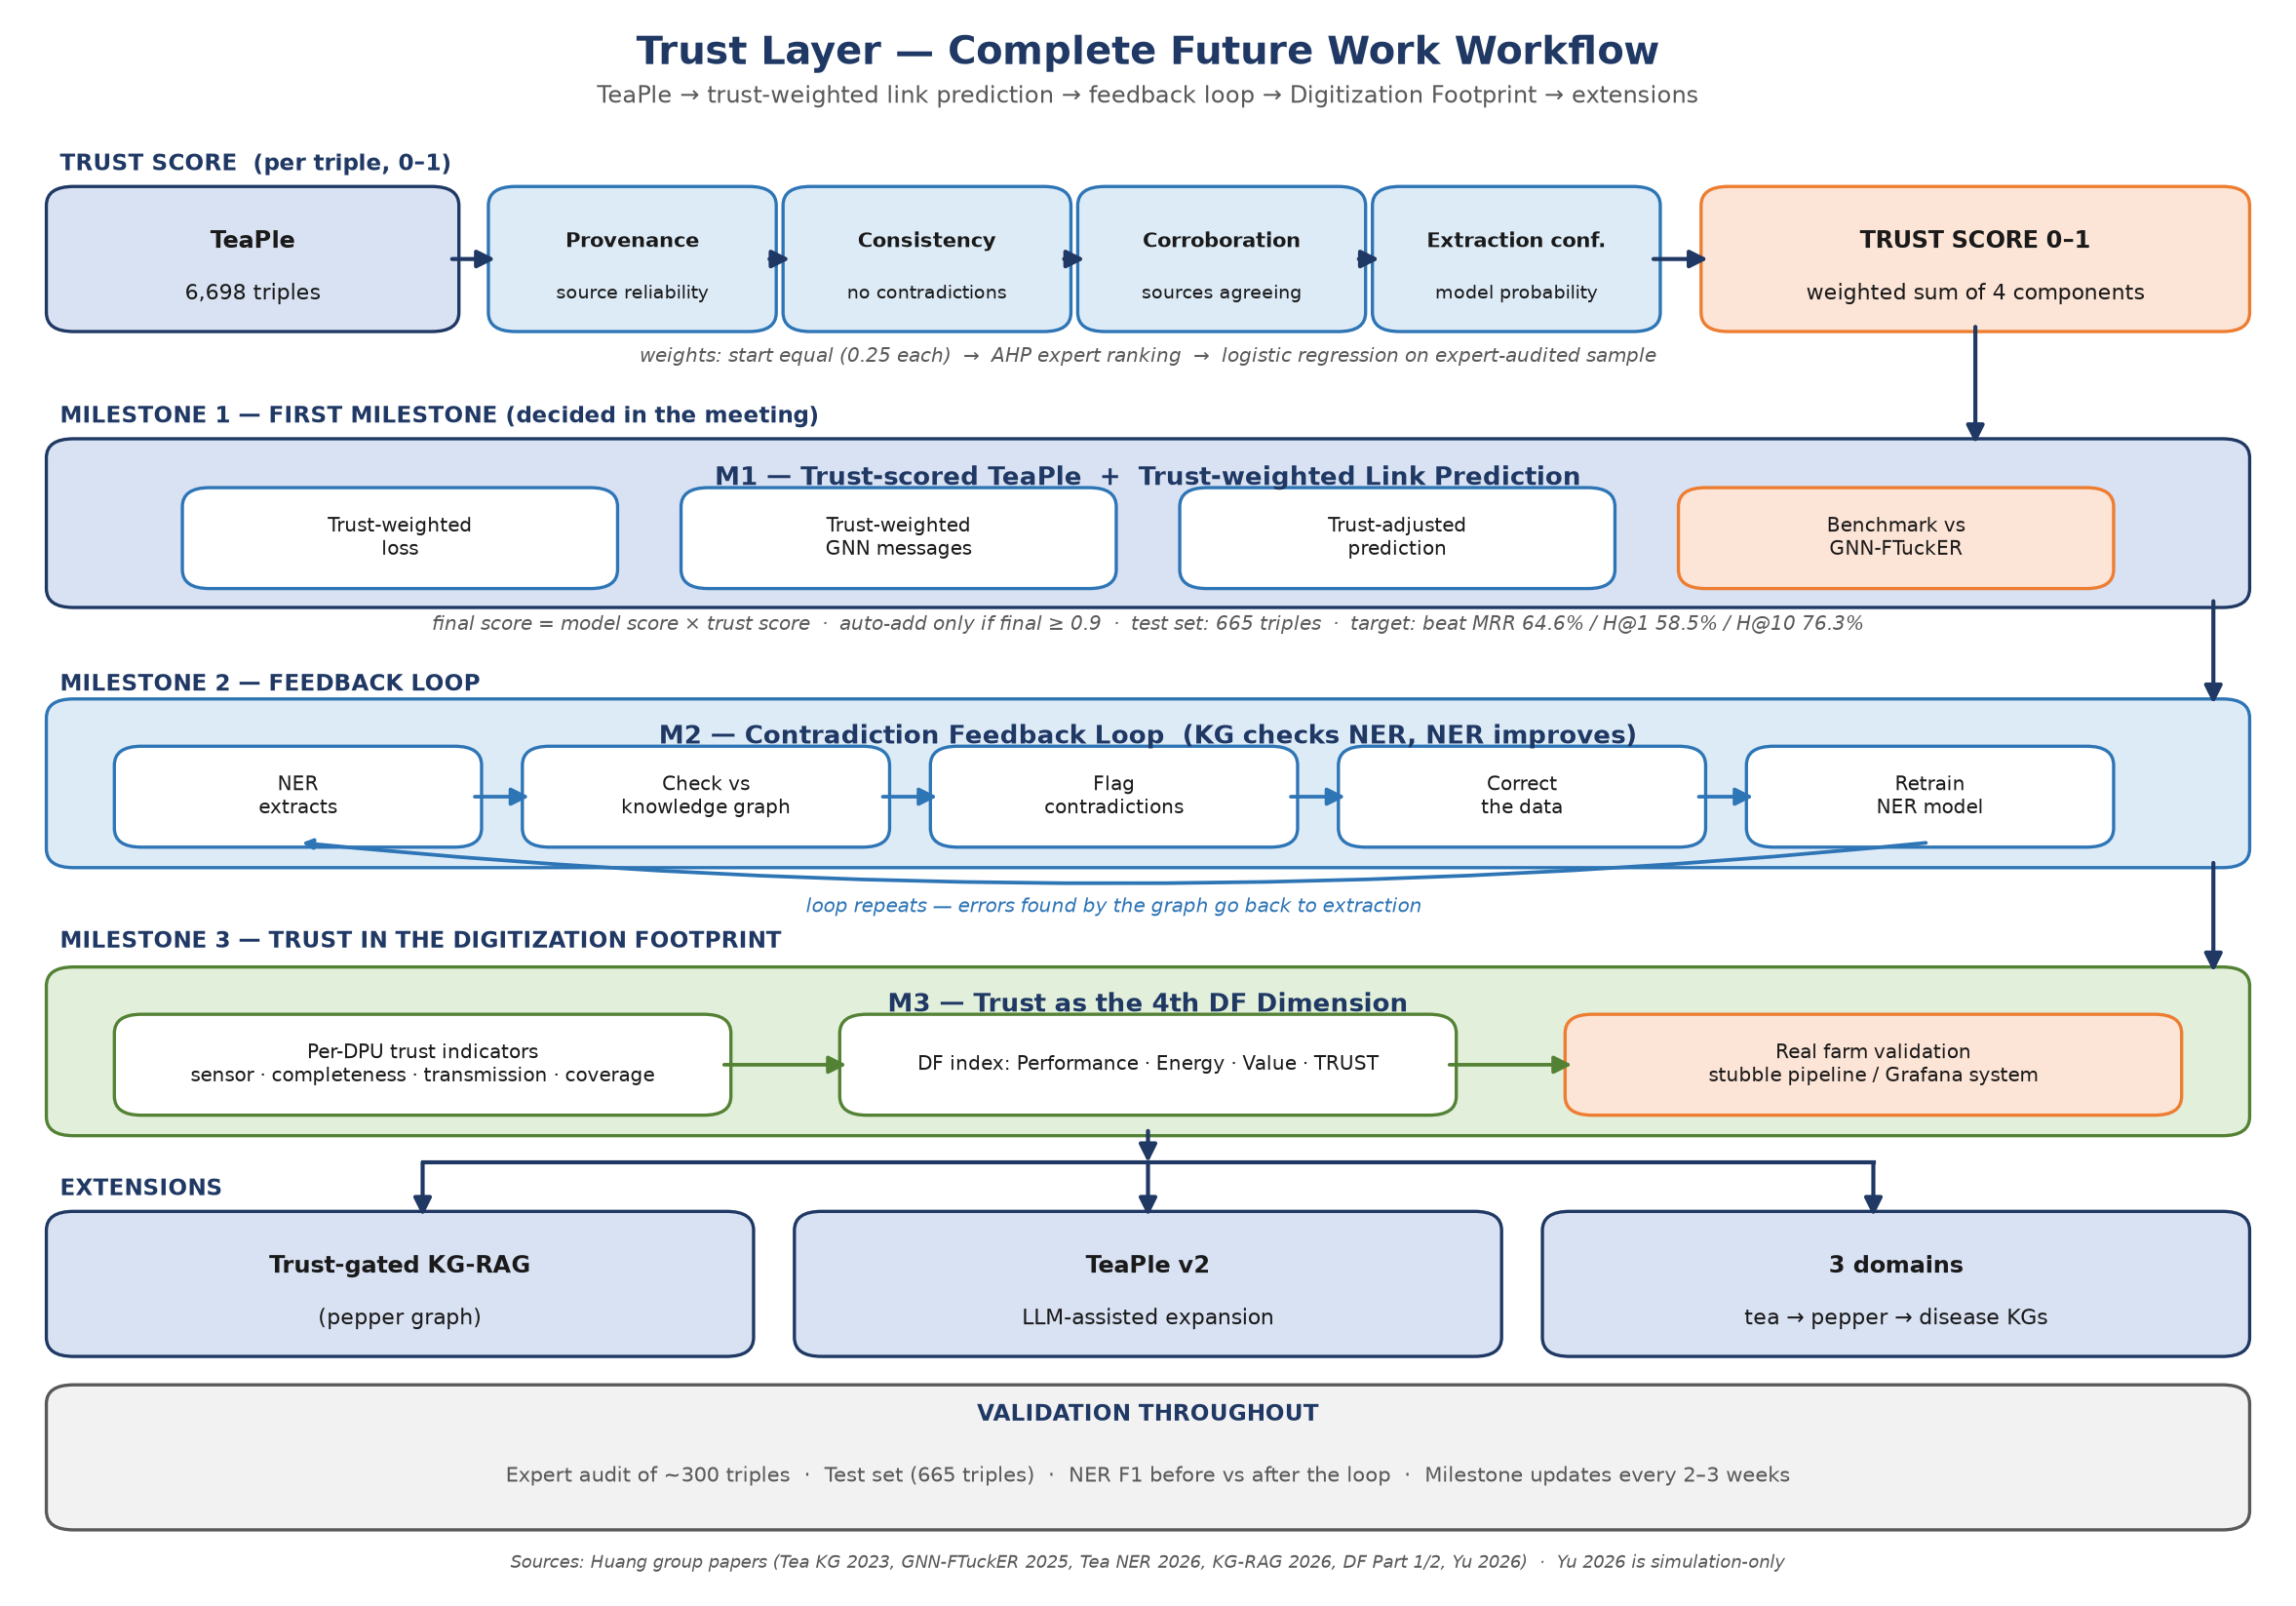 Trust Layer — Complete Future Work Workflow
TeaPle → trust-weighted link prediction → feedback loop → Digitization Footprint → extensions
TRUST SCORE (per triple, 0–1)
TeaPle
6,698 triples
Provenance
source reliability
Consistency
no contradictions
Corroboration
sources agreeing
Extraction conf.
model probability
TRUST SCORE 0–1
weighted sum of 4 components
weights: start equal (0.25 each) → AHP expert ranking → logistic regression on expert-audited sample
MILESTONE 1 — FIRST MILESTONE (decided in the meeting)
M1 — Trust-scored TeaPle + Trust-weighted Link Prediction
Trust-weighted
loss
Trust-weighted
GNN messages
Trust-adjusted
prediction
Benchmark vs
GNN-FTuckER
final score = model score × trust score · auto-add only if final ≥ 0.9 · test set: 665 triples · target: beat MRR 64.6% / H@1 58.5% / H@10 76.3%
MILESTONE 2 — FEEDBACK LOOP
M2 — Contradiction Feedback Loop (KG checks NER, NER improves)
NER
extracts
Check vs
knowledge graph
Flag
contradictions
Correct
the data
Retrain
NER model
loop repeats — errors found by the graph go back to extraction
MILESTONE 3 — TRUST IN THE DIGITIZATION FOOTPRINT
M3 — Trust as the 4th DF Dimension
Per-DPU trust indicators
sensor · completeness · transmission · coverage
DF index: Performance · Energy · Value · TRUST
Real farm validation
stubble pipeline / Grafana system
EXTENSIONS
Trust-gated KG-RAG
(pepper graph)
TeaPle v2
LLM-assisted expansion
3 domains
tea → pepper → disease KGs
VALIDATION THROUGHOUT
Expert audit of ~300 triples · Test set (665 triples) · NER F1 before vs after the loop · Milestone updates every 2–3 weeks
Sources: Huang group papers (Tea KG 2023, GNN-FTuckER 2025, Tea NER 2026, KG-RAG 2026, DF Part 1/2, Yu 2026) · Yu 2026 is simulation-only